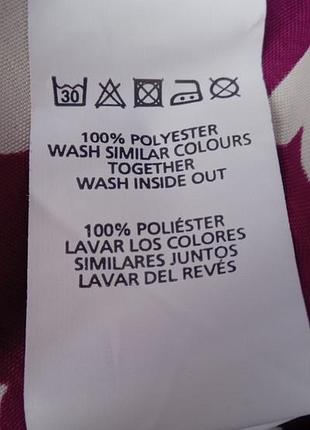 30
100% POLYESTER
WASH SIMILAR COLOURS
TOGETHER
WASH INSIDE OUT
100% POLIÉSTER
LAVAR LOS COLORES
SIMILARES JUNTOS
LAVAR DEL REVÉS